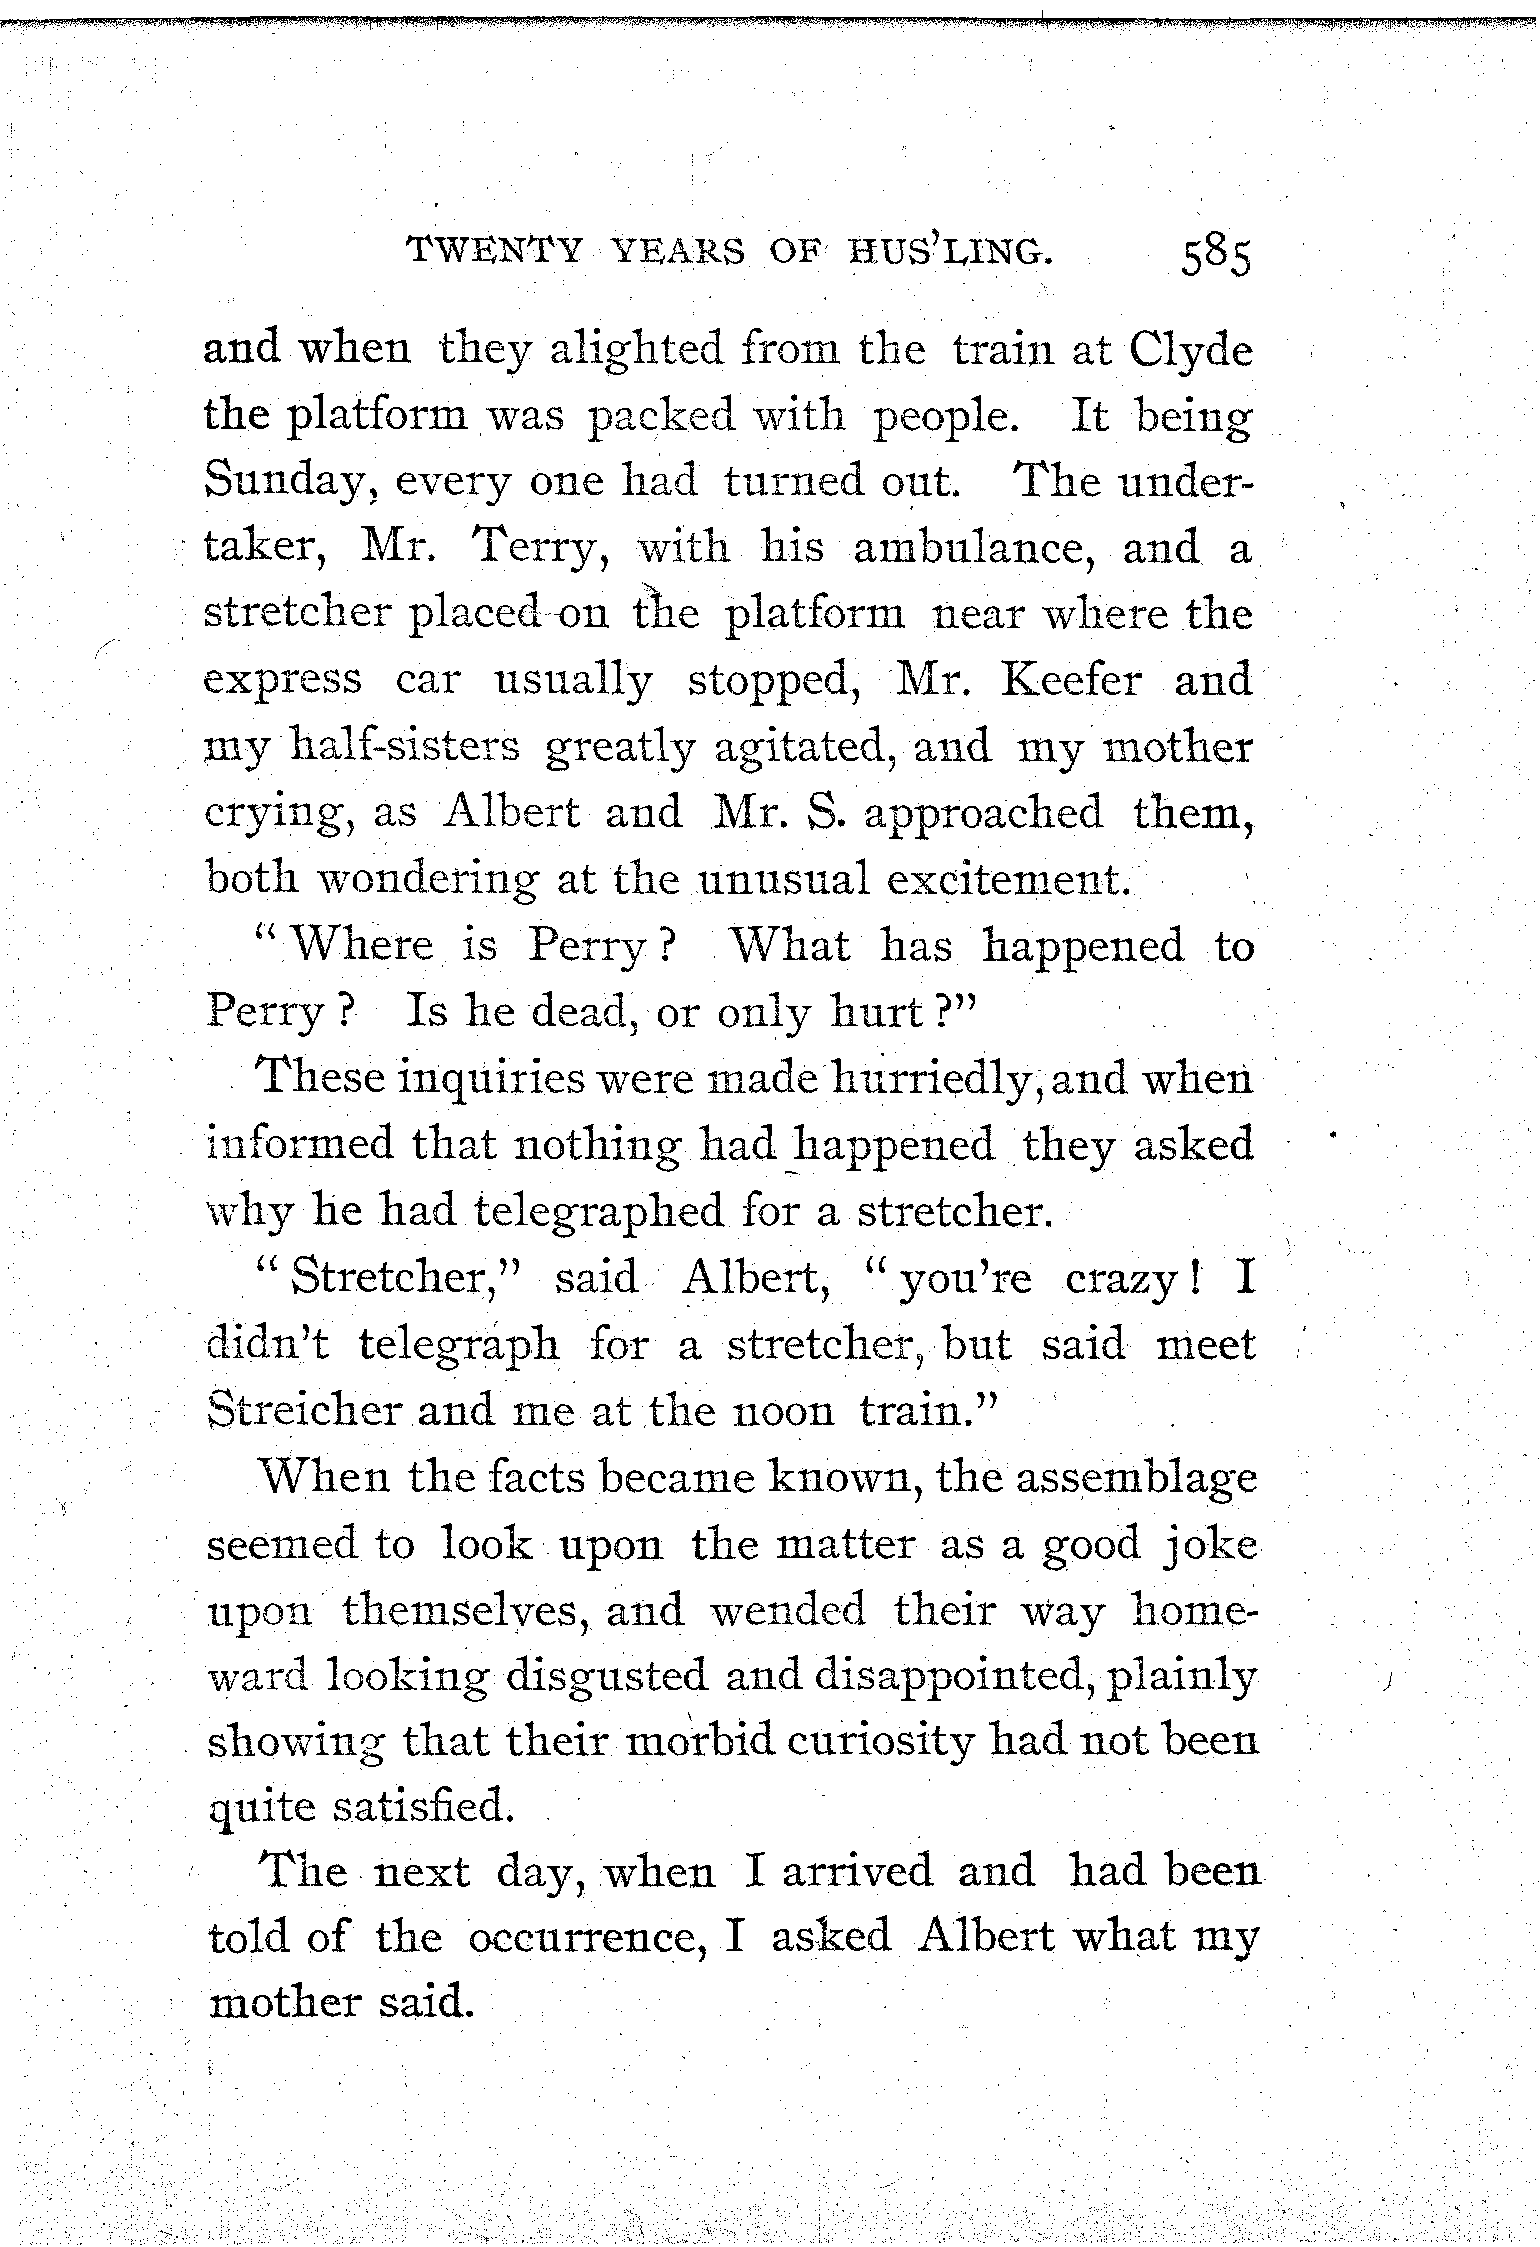 TWENTY YEARS OF HUS'LING. 585
and when they alighted from the train at Clyde
the platform was packed with people. It being
Sunday, every one had turned out. The under-
taker, Mr. Terry, with his ambulance, and a
stretcher placed on the platform near where the
express car usually stopped, Mr. Keefer and
my half-sisters greatly agitated, and my mother
crying, as Albert and Mr. S. approached them,
both wondering at the unusual excitement.
"Where is Perry? What has happened to
Perry? Is he dead, or only hurt?"
These inquiries were made hurriedly, and when
informed that nothing had happened they asked
why he had telegraphed for a stretcher.
"Stretcher," said Albert, "you're crazy! I
didn't telegraph for a stretcher, but said meet
Streicher and me at the noon train."
When the facts became known, the assemblage
seemed to look upon the matter as a good joke
upon themselves, and wended their way home-
ward looking disgusted and disappointed, plainly
showing that their morbid curiosity had not been
quite satisfied.
The next day, when I arrived and had been
told of the occurrence, I asked Albert what my
mother said.